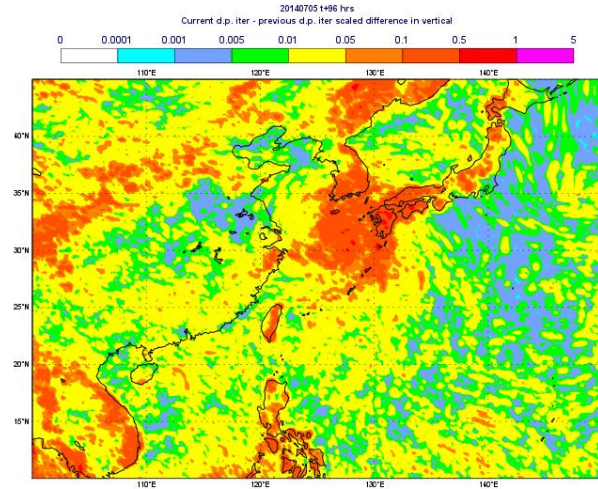 20140705 t+96 hrs
Current d.p. iter - previous d.p. iter scaled difference in vertical
0 0.0001 0.001 0.005 0.01 0.05 0.1 0.5 1 5
110°E 120°E 130°E 140°E
40°N
35°N
30°N
25°N
20°N
15°N
110°E 120°E 130°E 140°E